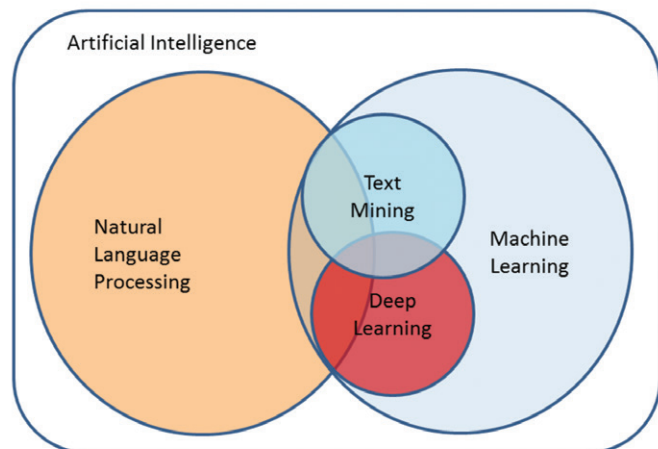 Artificial Intelligence
Text
Mining
Natural
Language
Processing
Machine
Learning
Deep
Learning